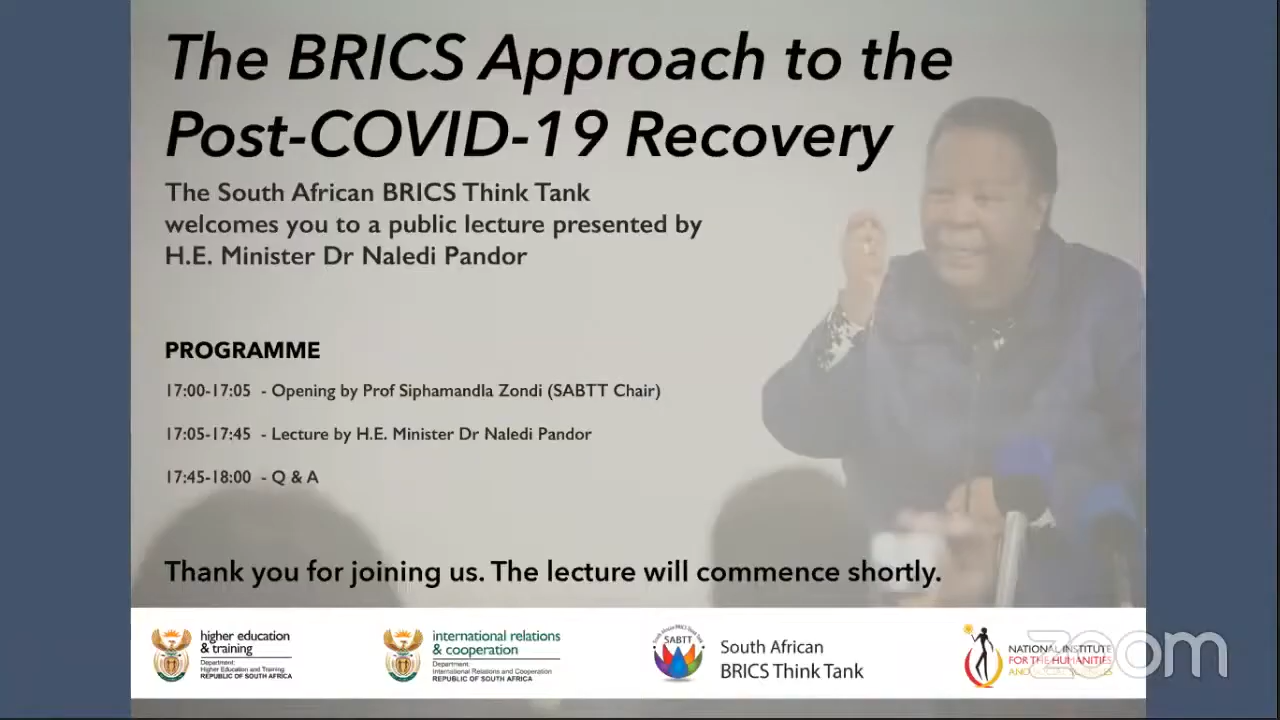 The BRICS Approach to the
Post-COVID-19 Recovery
The South African BRICS Think Tank
welcomes you to a public lecture presented by
H.E. Minister Dr Naledi Pandor
PROGRAMME
17:00-17:05 - Opening by Prof Siphamandla Zondi (SABTT Chair)
17:05-17:45 - Lecture by H.E. Minister Dr Naledi Pandor
17:45-18:00 - Q & A
Thank you for joining us. The lecture will commence shortly.
higher education
& training
Department:
Higher Education and Training
REPUBLIC OF SOUTH AFRICA
international relations
& cooperation
Department:
International Relations and Cooperation
REPUBLIC OF SOUTH AFRICA
SABTT
South African
BRICS Think Tank
NATIONAL INSTITUTE
FOR THE HUMANITIES
AND
zoom